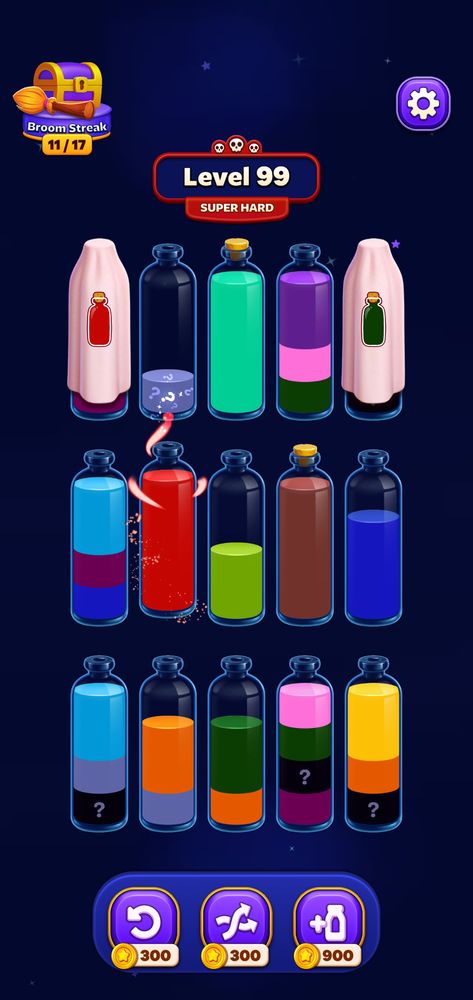 Broom Streak
11 / 17
Level 99
SUPER HARD
? ? ?
?
? ?
300
300
+
900